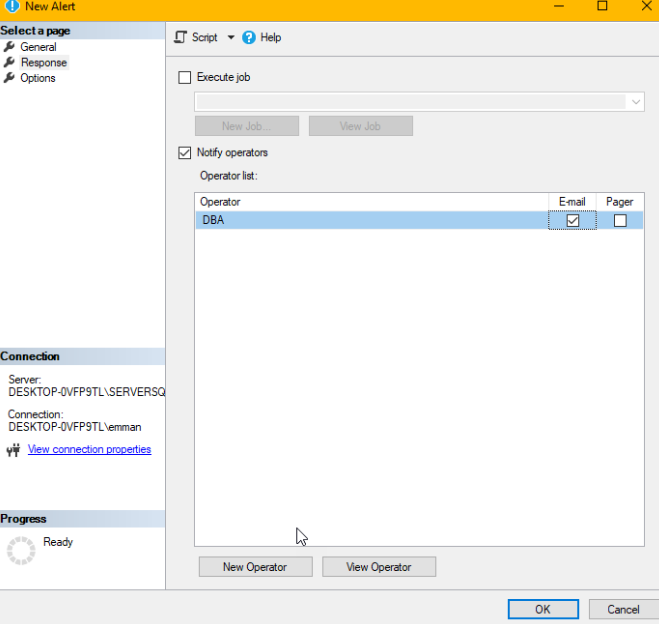 New Alert
Select a page
General
Response
Options
Script
Help
Execute job
New Job...
View Job
Notify operators
Operator list:
Operator E-mail Pager
DBA
Connection
Server:
DESKTOP-0VFP9TL\SERVERSQ
Connection:
DESKTOP-0VFP9TL\emman
View connection properties
Progress
Ready
New Operator
View Operator
OK
Cancel